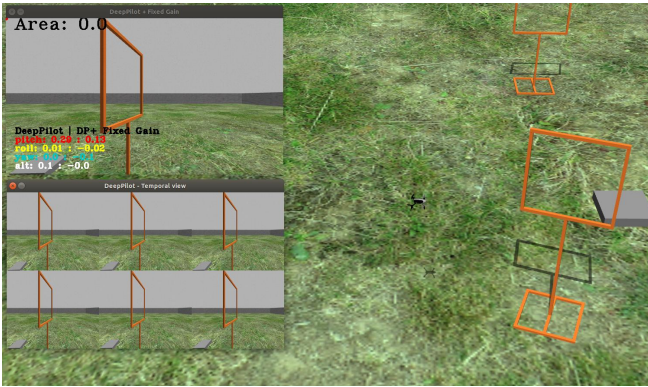 DeepPilot + Fixed Gain
Area: 0.0
DeepPilot | DP+ Fixed Gain
pitch: 0.20 : 0.13
roll: 0.01 : -0.02
alt: 0.1 : -0.0
DeepPilot - Temporal view